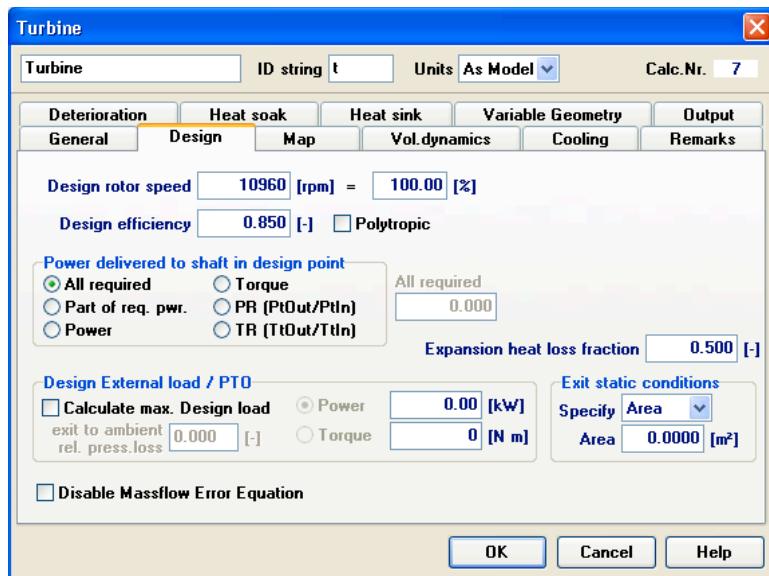 Turbine
Turbine ID string t Units As Model Calc.Nr. 7
Deterioration Heat soak Heat sink Variable Geometry Output
General Design Map Vol.dynamics Cooling Remarks
Design rotor speed 10960 [rpm] = 100.00 [%]
Design efficiency 0.850 [-] Polytropic
Power delivered to shaft in design point
All required Torque All required
Part of req. pwr. PR (PtOut/PtIn) 0.000
Power TR (TtOut/TtIn)
Expansion heat loss fraction 0.500 [-]
Design External load / PTO Exit static conditions
Calculate max. Design load Power 0.00 [kW] Specify Area
exit to ambient
rel. press.loss 0.000 [-] Torque 0 [N m] Area 0.0000 [m²]
Disable Massflow Error Equation
OK Cancel Help